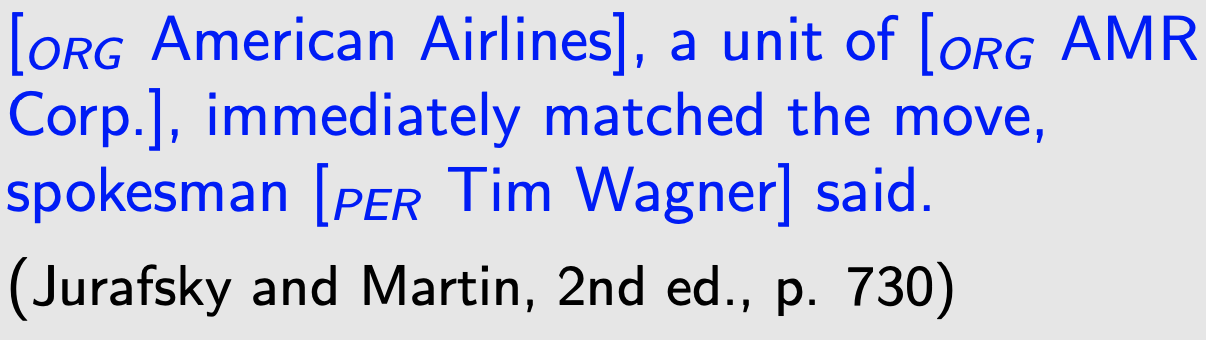 [ORG American Airlines], a unit of [ORG AMR
Corp.], immediately matched the move,
spokesman [PER Tim Wagner] said.
(Jurafsky and Martin, 2nd ed., p. 730)